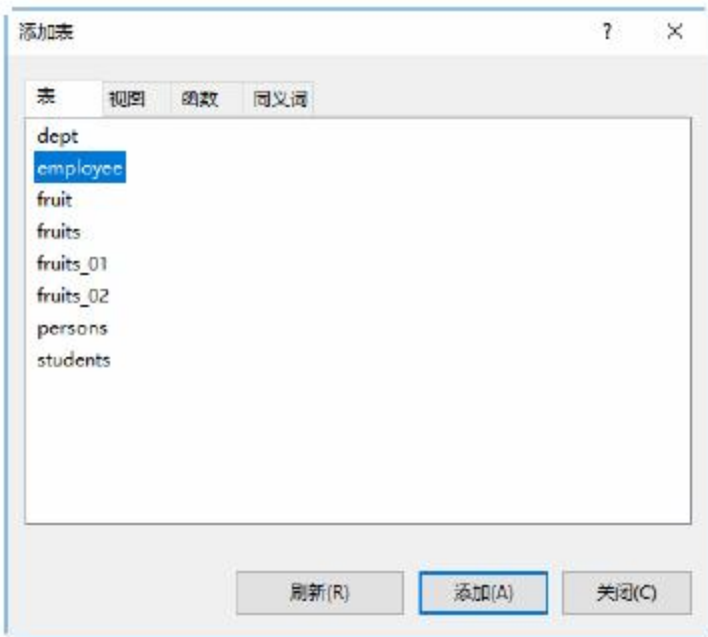 添加表 ? ×
表 视图 函数 同义词
dept
employee
fruit
fruits
fruits_01
fruits_02
persons
students
刷新(R) 添加(A) 关闭(C)